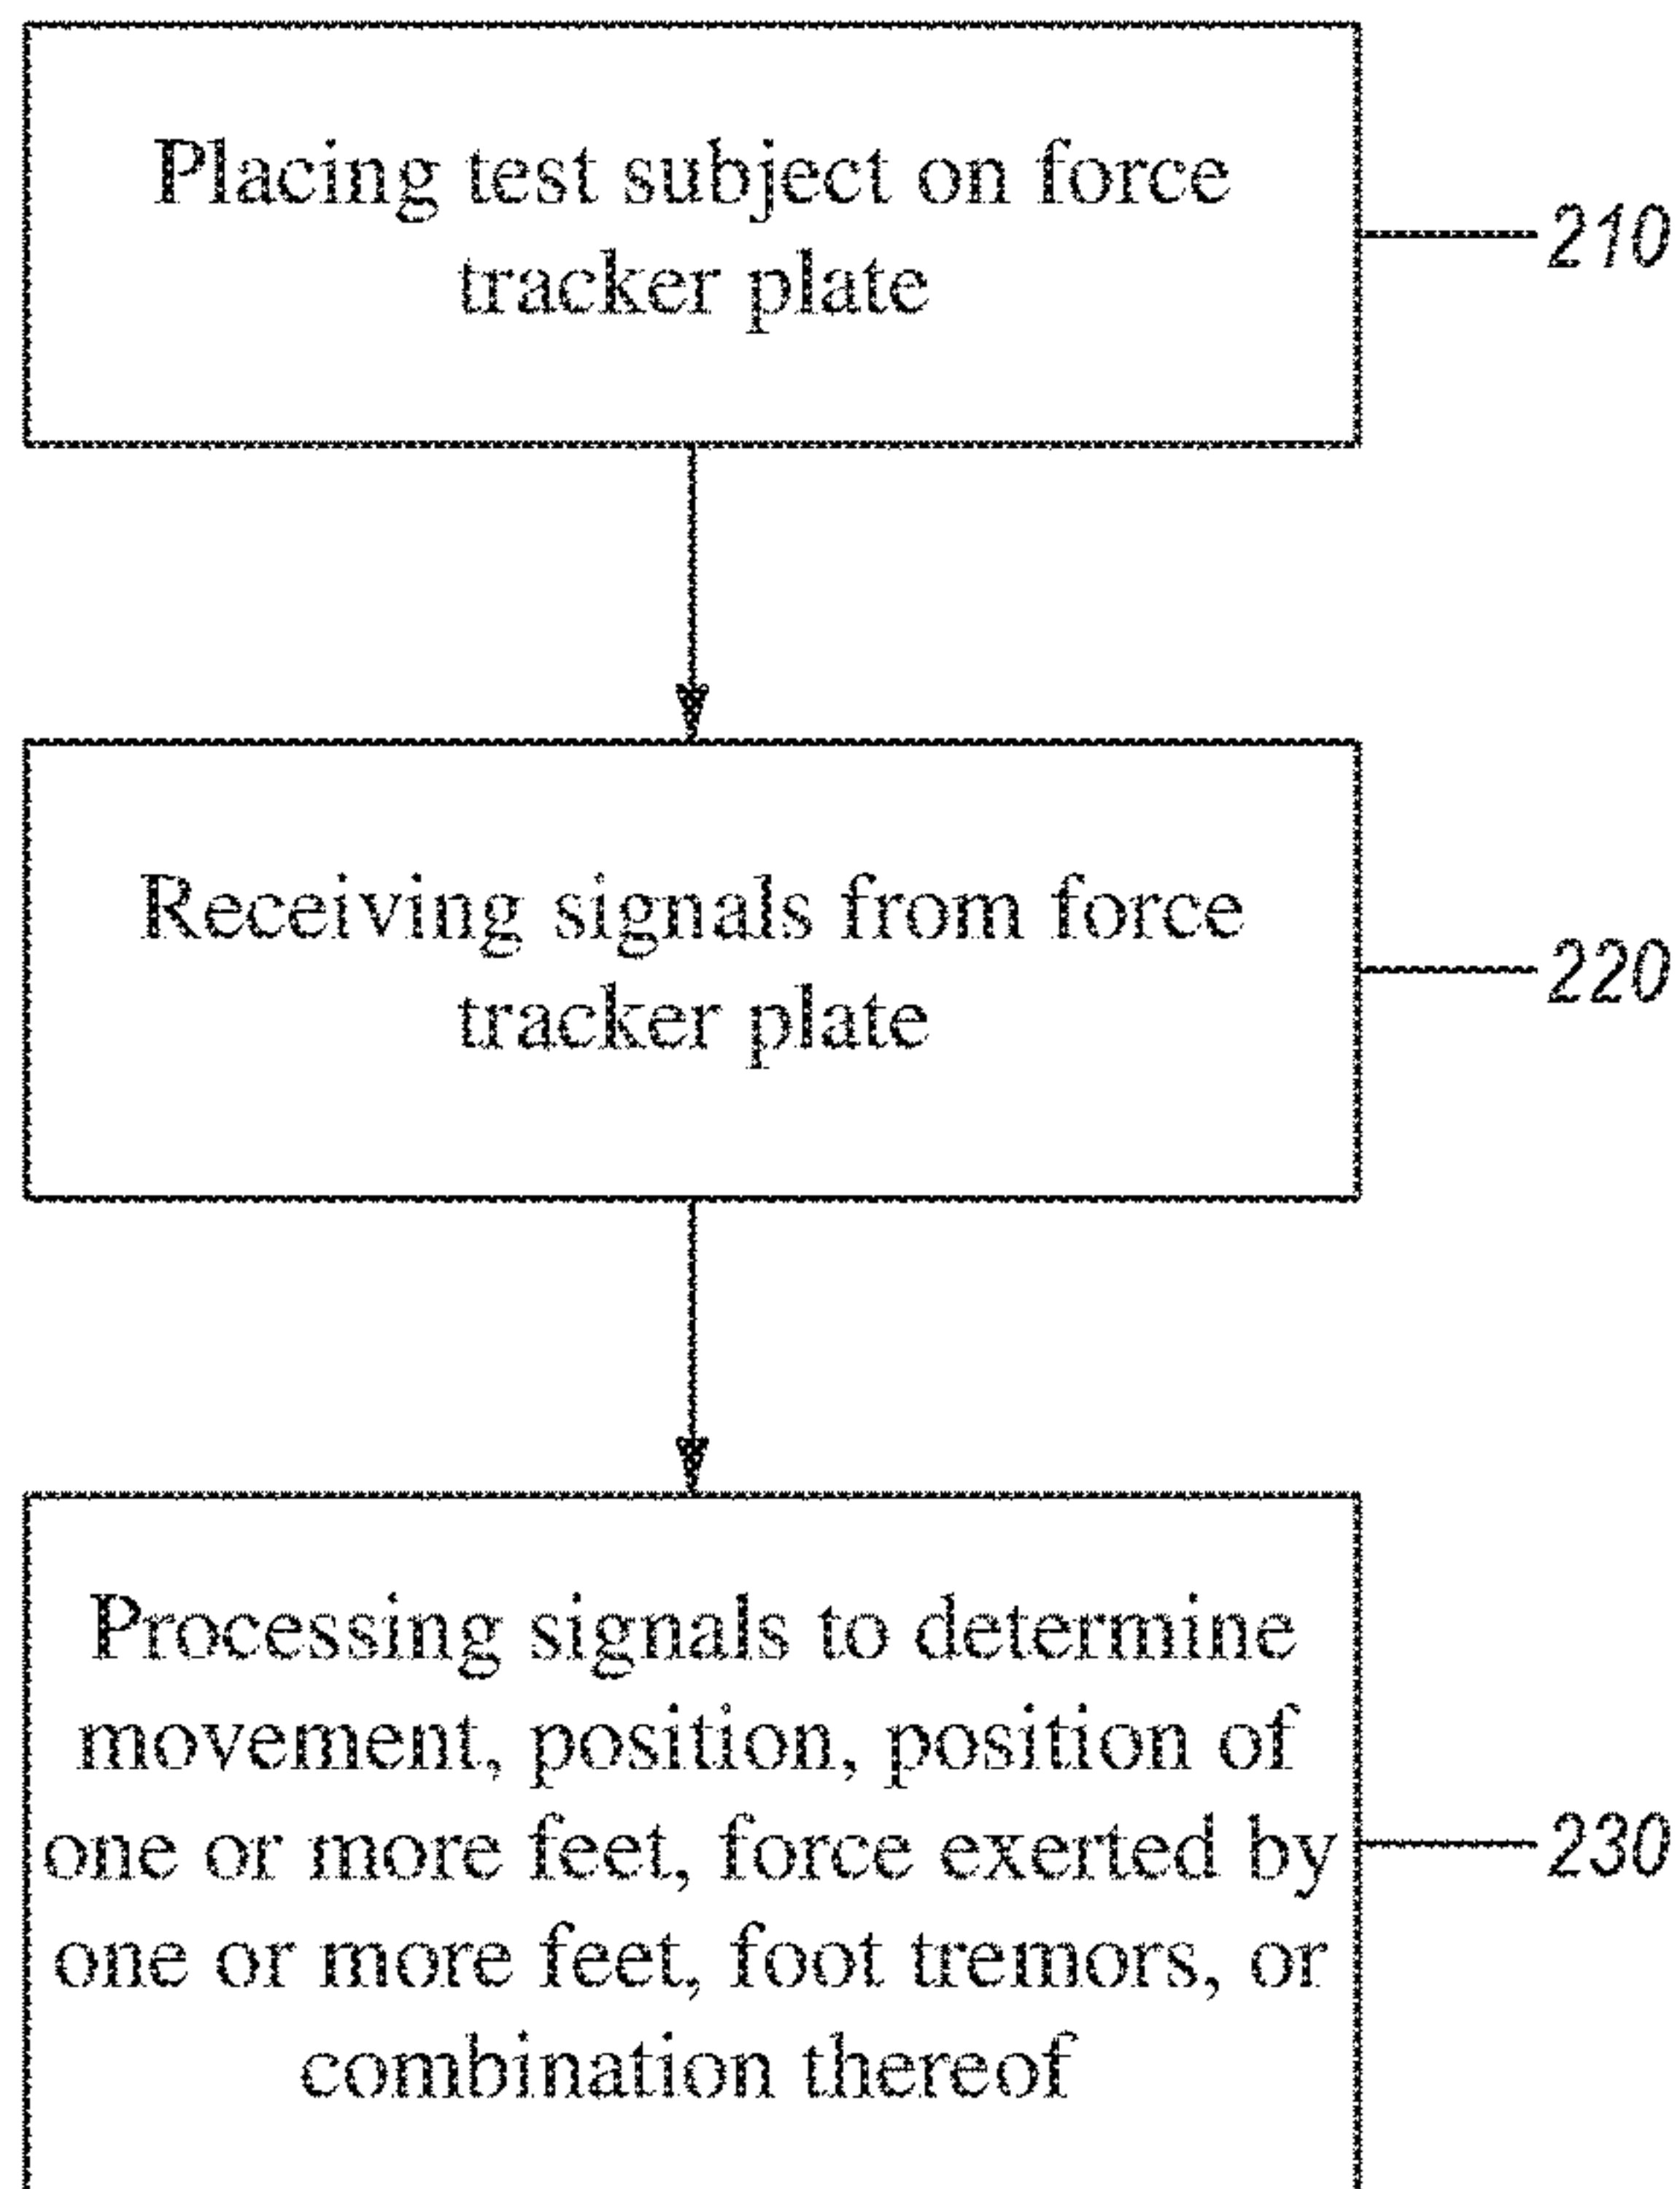 Placing test subject on force
tracker plate
210
Receiving signals from force
tracker plate
220
Processing signals to determine
movement, position, position of
one or more feet, force exerted by
one or more feet, foot tremors, or
combination thereof
230